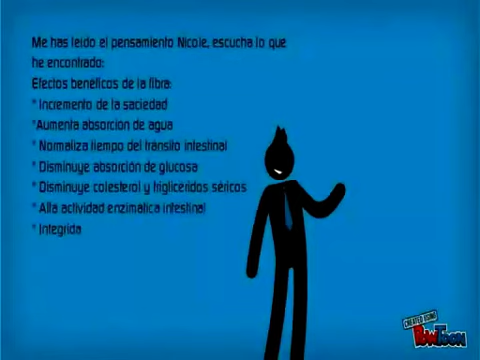 Me has leido el pensamiento Nicole, escucha lo que
he encontrado:
Efectos benéficos de la fibra:
* Incremento de la saciedad
*Aumenta absorción de agua
* Normaliza tiempo del tránsito intestinal
* Disminuye absorción de glucosa
* Disminuye colesterol y triglicéridos séricos
* Alta actividad enzimática intestinal
* Integrida
CREATED USING
POWTOON